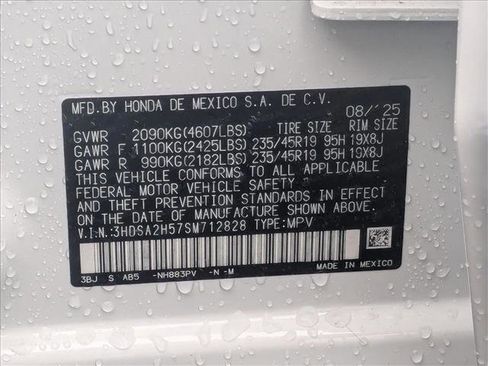 MFD.BY HONDA DE MEXICO S.A. DE C.V.
08/'25
GVWR 2090KG(4607LBS) TIRE SIZE RIM SIZE
GAWR F 1100KG(2425LBS) 235/45R19 95H 19X8J
GAWR R 990KG(2182LBS) 235/45R19 95H 19X8J
THIS VEHICLE CONFORMS TO ALL APPLICABLE
FEDERAL MOTOR VEHICLE SAFETY
AND THEFT PREVENTION STANDARDS IN EFFECT
ON THE DATE OF MANUFACTURE SHOWN ABOVE.
V.I.N.:3HDSA2H57SM712828 TYPE:MPV
3BJ S AB5 -NH883PV -N -M
MADE IN MEXICO